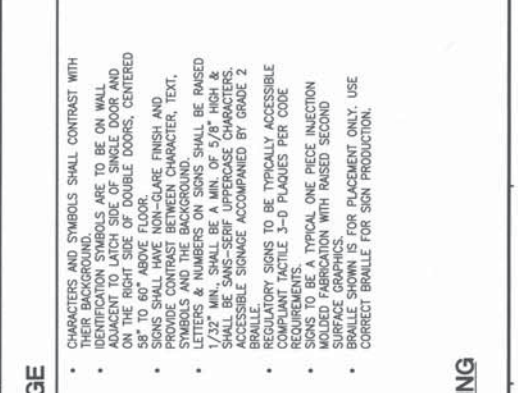 GE
• CHARACTERS AND SYMBOLS SHALL CONTRAST WITH
THEIR BACKGROUND.
• IDENTIFICATION SYMBOLS ARE TO BE ON WALL
ADJACENT TO LATCH SIDE OF SINGLE DOOR AND
ON THE RIGHT SIDE OF DOUBLE DOORS, CENTERED
58" TO 60" ABOVE FLOOR.
• SIGNS SHALL HAVE NON-GLARE FINISH AND
PROVIDE CONTRAST BETWEEN CHARACTER, TEXT,
SYMBOLS AND THE BACKGROUND.
• LETTERS & NUMBERS ON SIGNS SHALL BE RAISED
1/32" MIN, SHALL BE A MIN. OF 5/8" HIGH &
SHALL BE SANS-SERIF UPPERCASE CHARACTERS.
ACCESSIBLE SIGNAGE ACCOMPANIED BY GRADE 2
BRAILLE.
• REGULATORY SIGNS TO BE TYPICALLY ACCESSIBLE
COMPLIANT TACTILE 3-D PLAQUES PER CODE
REQUIREMENTS.
• SIGNS TO BE A TYPICAL ONE PIECE INJECTION
MOLDED FABRICATION WITH RAISED SECOND
SURFACE GRAPHICS.
• BRAILLE SHOWN IS FOR PLACEMENT ONLY. USE
CORRECT BRAILLE FOR SIGN PRODUCTION.
NG